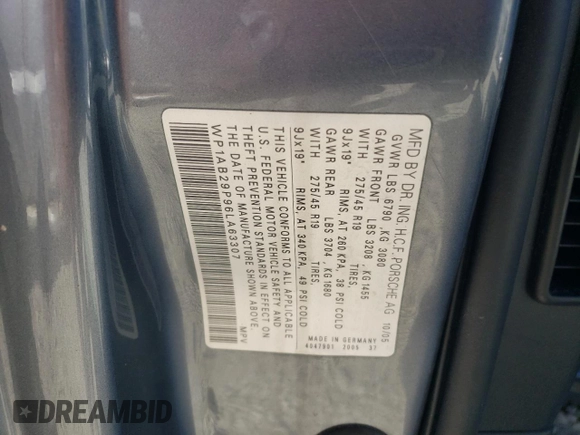 MFD BY DR. ING. H.C.F. PORSCHE AG 10/05
GVWR LBS 6790 ,KG 3080
GAWR FRONT LBS 3208 , KG 1455
WITH 275/45 R19 TIRES,
9Jx19" RIMS, AT 260 KPA, 38 PSI COLD
GAWR REAR LBS 3704 , KG 1680
WITH 275/45 R19 TIRES,
9Jx19" RIMS, AT 340 KPA, 49 PSI COLD
THIS VEHICLE CONFORMS TO ALL APPLICABLE
U.S. FEDERAL MOTOR VEHICLE SAFETY AND
THEFT PREVENTION STANDARDS IN EFFECT ON
THE DATE OF MANUFACTURE SHOWN ABOVE.
WP1AB29P96LA63307
MPV
MADE IN GERMANY
2005 37
DREAMBID